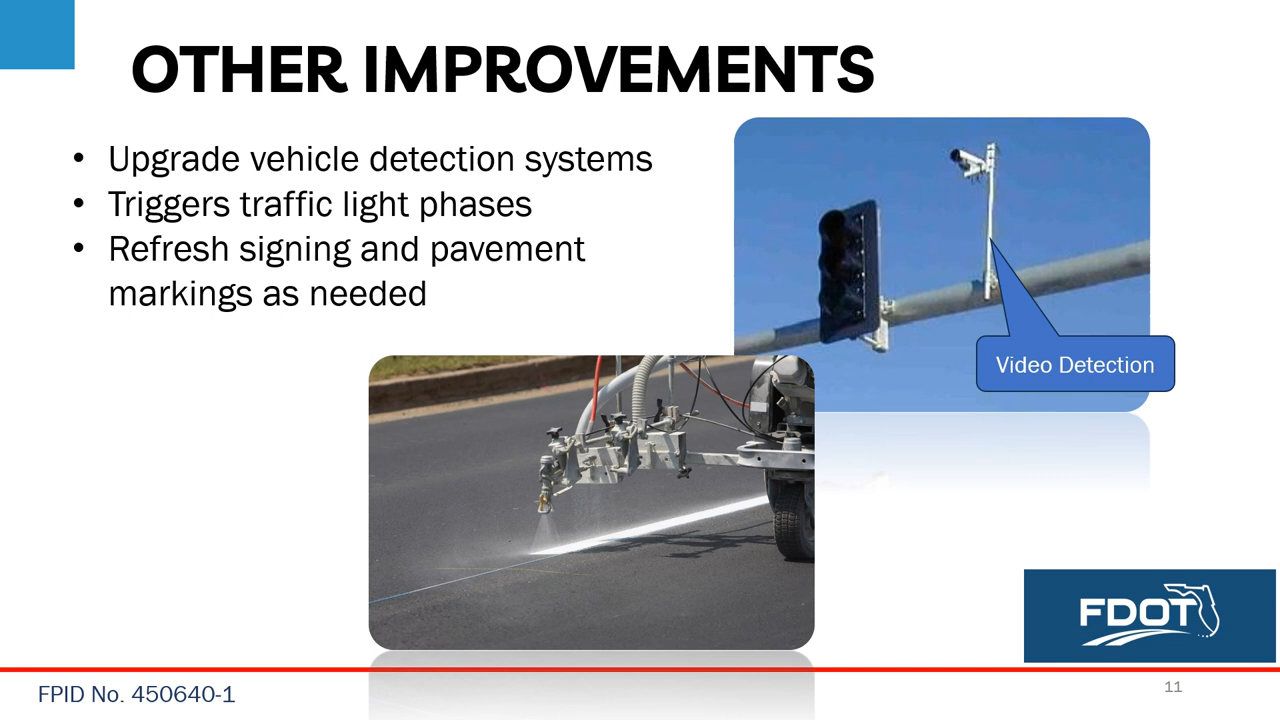 OTHER IMPROVEMENTS
• Upgrade vehicle detection systems
• Triggers traffic light phases
• Refresh signing and pavement
markings as needed
Video Detection
FDOT
FPID No. 450640-1
11